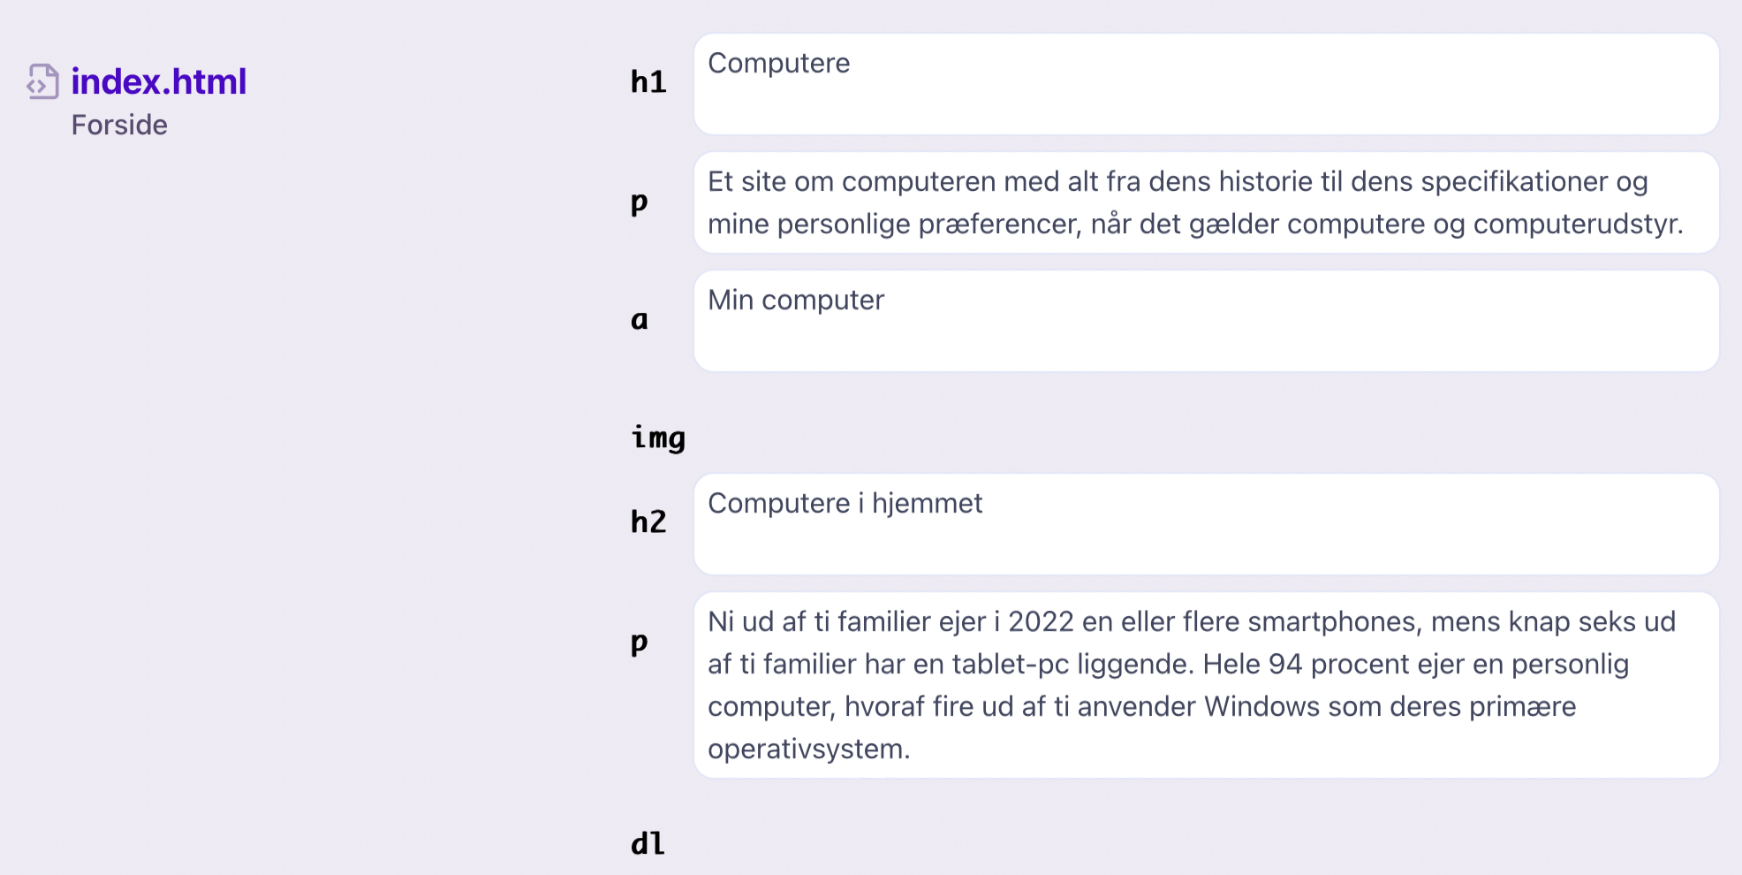 index.html
Forside
h1
Computere
p
Et site om computeren med alt fra dens historie til dens specifikationer og
mine personlige præferencer, når det gælder computere og computerudstyr.
a
Min computer
img
h2
Computere i hjemmet
p
Ni ud af ti familier ejer i 2022 en eller flere smartphones, mens knap seks ud
af ti familier har en tablet-pc liggende. Hele 94 procent ejer en personlig
computer, hvoraf fire ud af ti anvender Windows som deres primære
operativsystem.
dl